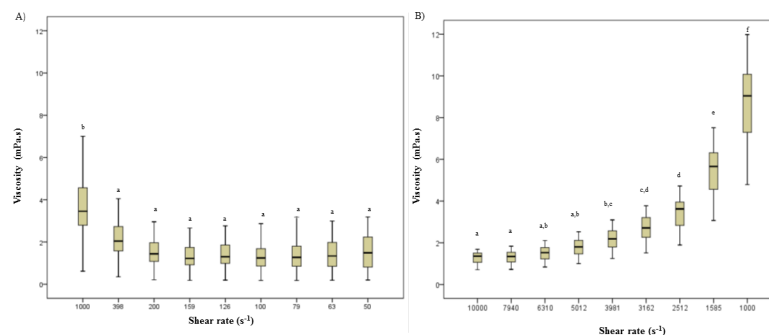 A)
12
10
8
6
4
2
0
Viscosity (mPa.s)
b
a
a
a
a
a
a
a
a
1000 398 200 159 126 100 79 63 50
Shear rate (s-1)
B)
12
10
8
6
4
2
0
Viscosity (mPa.s)
a
a
a,b
a,b
b,c
c,d
d
e
f
10000 7940 6310 5012 3981 3162 2512 1585 1000
Shear rate (s-1)